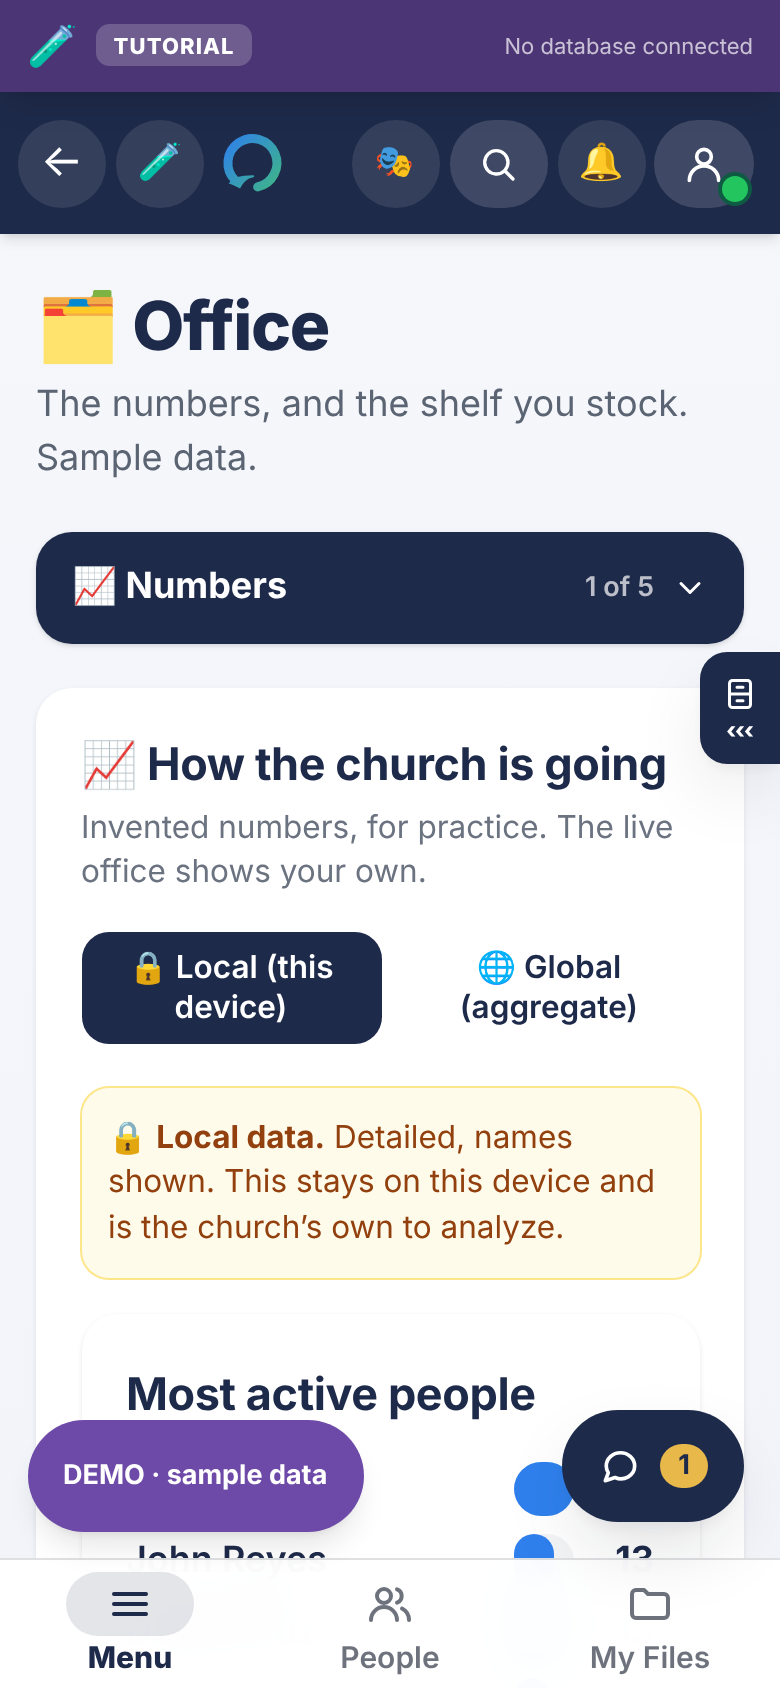 TUTORIAL
No database connected
Office
The numbers, and the shelf you stock.
Sample data.
Numbers
1 of 5
How the church is going
Invented numbers, for practice. The live
office shows your own.
Local (this
device)
Global
(aggregate)
Local data. Detailed, names
shown. This stays on this device and
is the church’s own to analyze.
Most active people
DEMO · sample data
1
John Reyes
13
Menu
People
My Files